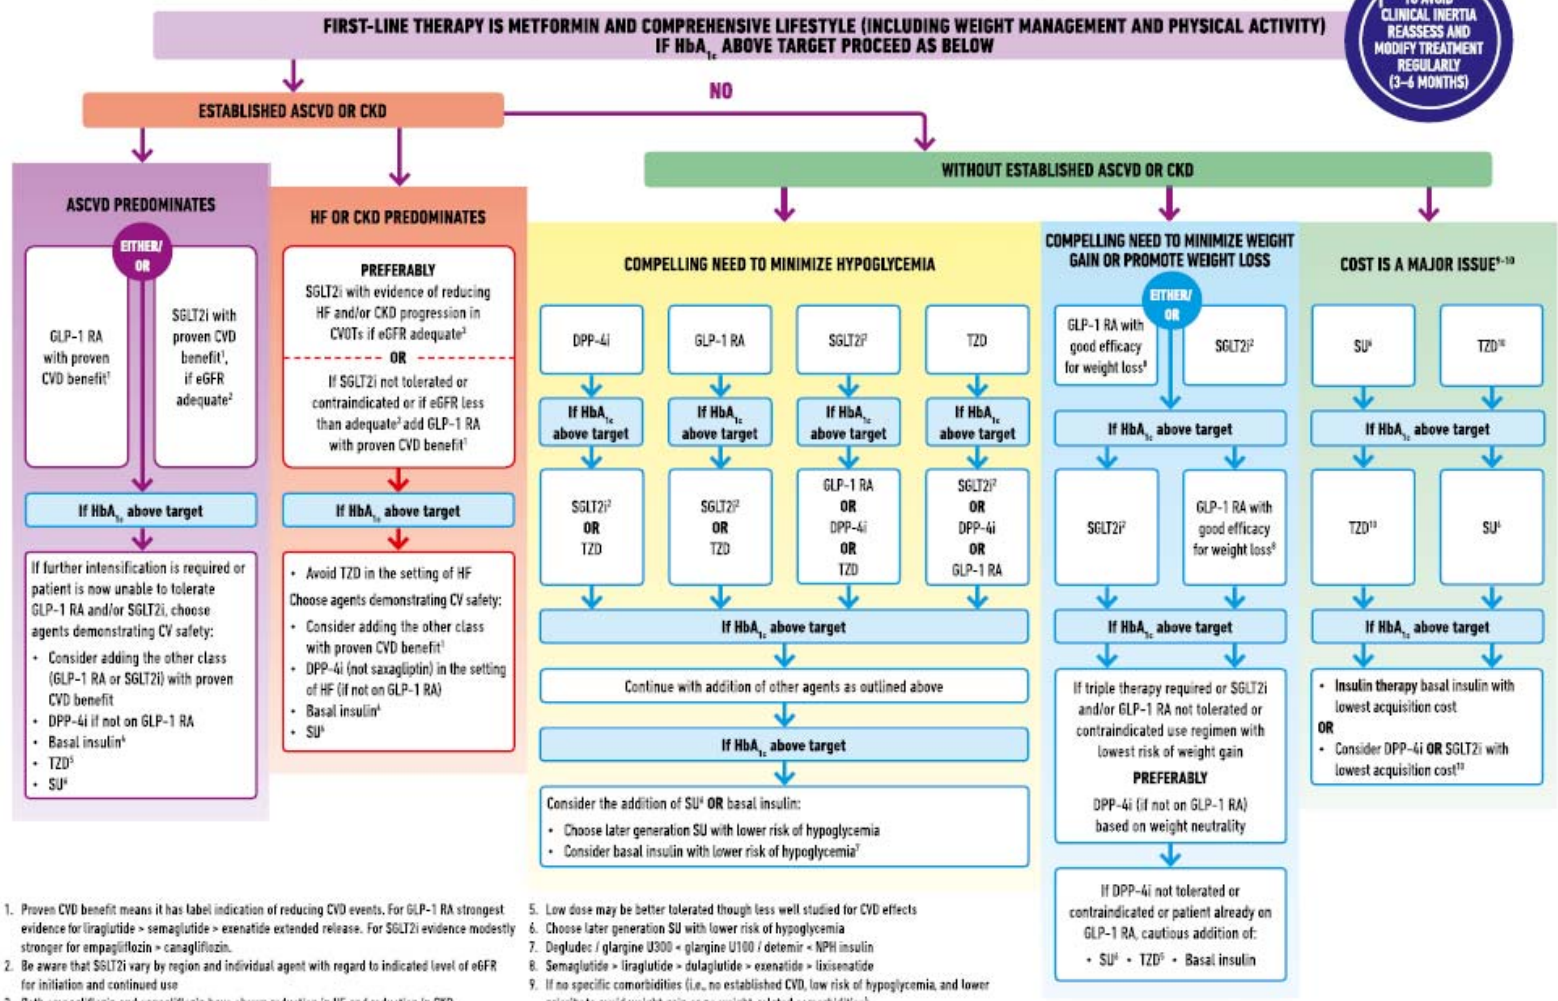 FIRST-LINE THERAPY IS METFORMIN AND COMPREHENSIVE LIFESTYLE (INCLUDING WEIGHT MANAGEMENT AND PHYSICAL ACTIVITY)
IF HbA1c ABOVE TARGET PROCEED AS BELOW
TO AVOID
CLINICAL INERTIA
REASSESS AND
MODIFY TREATMENT
REGULARLY
(3–6 MONTHS)
NO
ESTABLISHED ASCVD OR CKD
WITHOUT ESTABLISHED ASCVD OR CKD
ASCVD PREDOMINATES
EITHER/
OR
GLP-1 RA
with proven
CVD benefit1
SGLT2i with
proven CVD
benefit1,
if eGFR
adequate2
If HbA1c above target
If further intensification is required or
patient is now unable to tolerate
GLP-1 RA and/or SGLT2i, choose
agents demonstrating CV safety:
• Consider adding the other class
(GLP-1 RA or SGLT2i) with proven
CVD benefit
• DPP-4i if not on GLP-1 RA
• Basal insulin4
• TZD5
• SU6
HF OR CKD PREDOMINATES
PREFERABLY
SGLT2i with evidence of reducing
HF and/or CKD progression in
CVOTs if eGFR adequate3
OR
If SGLT2i not tolerated or
contraindicated or if eGFR less
than adequate2 add GLP-1 RA
with proven CVD benefit1
If HbA1c above target
• Avoid TZD in the setting of HF
Choose agents demonstrating CV safety:
• Consider adding the other class
with proven CVD benefit1
• DPP-4i (not saxagliptin) in the setting
of HF (if not on GLP-1 RA)
• Basal insulin4
• SU6
COMPELLING NEED TO MINIMIZE HYPOGLYCEMIA
DPP-4i
GLP-1 RA
SGLT2i2
TZD
If HbA1c
above target
If HbA1c
above target
If HbA1c
above target
If HbA1c
above target
SGLT2i2
OR
TZD
SGLT2i2
OR
TZD
GLP-1 RA
OR
DPP-4i
OR
TZD
SGLT2i2
OR
DPP-4i
OR
GLP-1 RA
If HbA1c above target
Continue with addition of other agents as outlined above
If HbA1c above target
Consider the addition of SU6 OR basal insulin:
• Choose later generation SU with lower risk of hypoglycemia
• Consider basal insulin with lower risk of hypoglycemia7
COMPELLING NEED TO MINIMIZE WEIGHT
GAIN OR PROMOTE WEIGHT LOSS
EITHER/
OR
GLP-1 RA with
good efficacy
for weight loss8
SGLT2i2
If HbA1c above target
SGLT2i2
GLP-1 RA with
good efficacy
for weight loss8
If HbA1c above target
If triple therapy required or SGLT2i
and/or GLP-1 RA not tolerated or
contraindicated use regimen with
lowest risk of weight gain
PREFERABLY
DPP-4i (if not on GLP-1 RA)
based on weight neutrality
If DPP-4i not tolerated or
contraindicated or patient already on
GLP-1 RA, cautious addition of:
• SU6 • TZD5 • Basal insulin
COST IS A MAJOR ISSUE9-10
SU6
TZD10
If HbA1c above target
TZD10
SU6
If HbA1c above target
• Insulin therapy basal insulin with
lowest acquisition cost
OR
• Consider DPP-4i OR SGLT2i with
lowest acquisition cost10
1. Proven CVD benefit means it has label indication of reducing CVD events. For GLP-1 RA strongest
evidence for liraglutide > semaglutide > exenatide extended release. For SGLT2i evidence modestly
stronger for empagliflozin > canagliflozin.
2. Be aware that SGLT2i vary by region and individual agent with regard to indicated level of eGFR
for initiation and continued use
5. Low dose may be better tolerated though less well studied for CVD effects
6. Choose later generation SU with lower risk of hypoglycemia
7. Degludec / glargine U300 < glargine U100 / detemir < NPH insulin
8. Semaglutide > liraglutide > dulaglutide > exenatide > lixisenatide
9. If no specific comorbidities (i.e., no established CVD, low risk of hypoglycemia, and lower